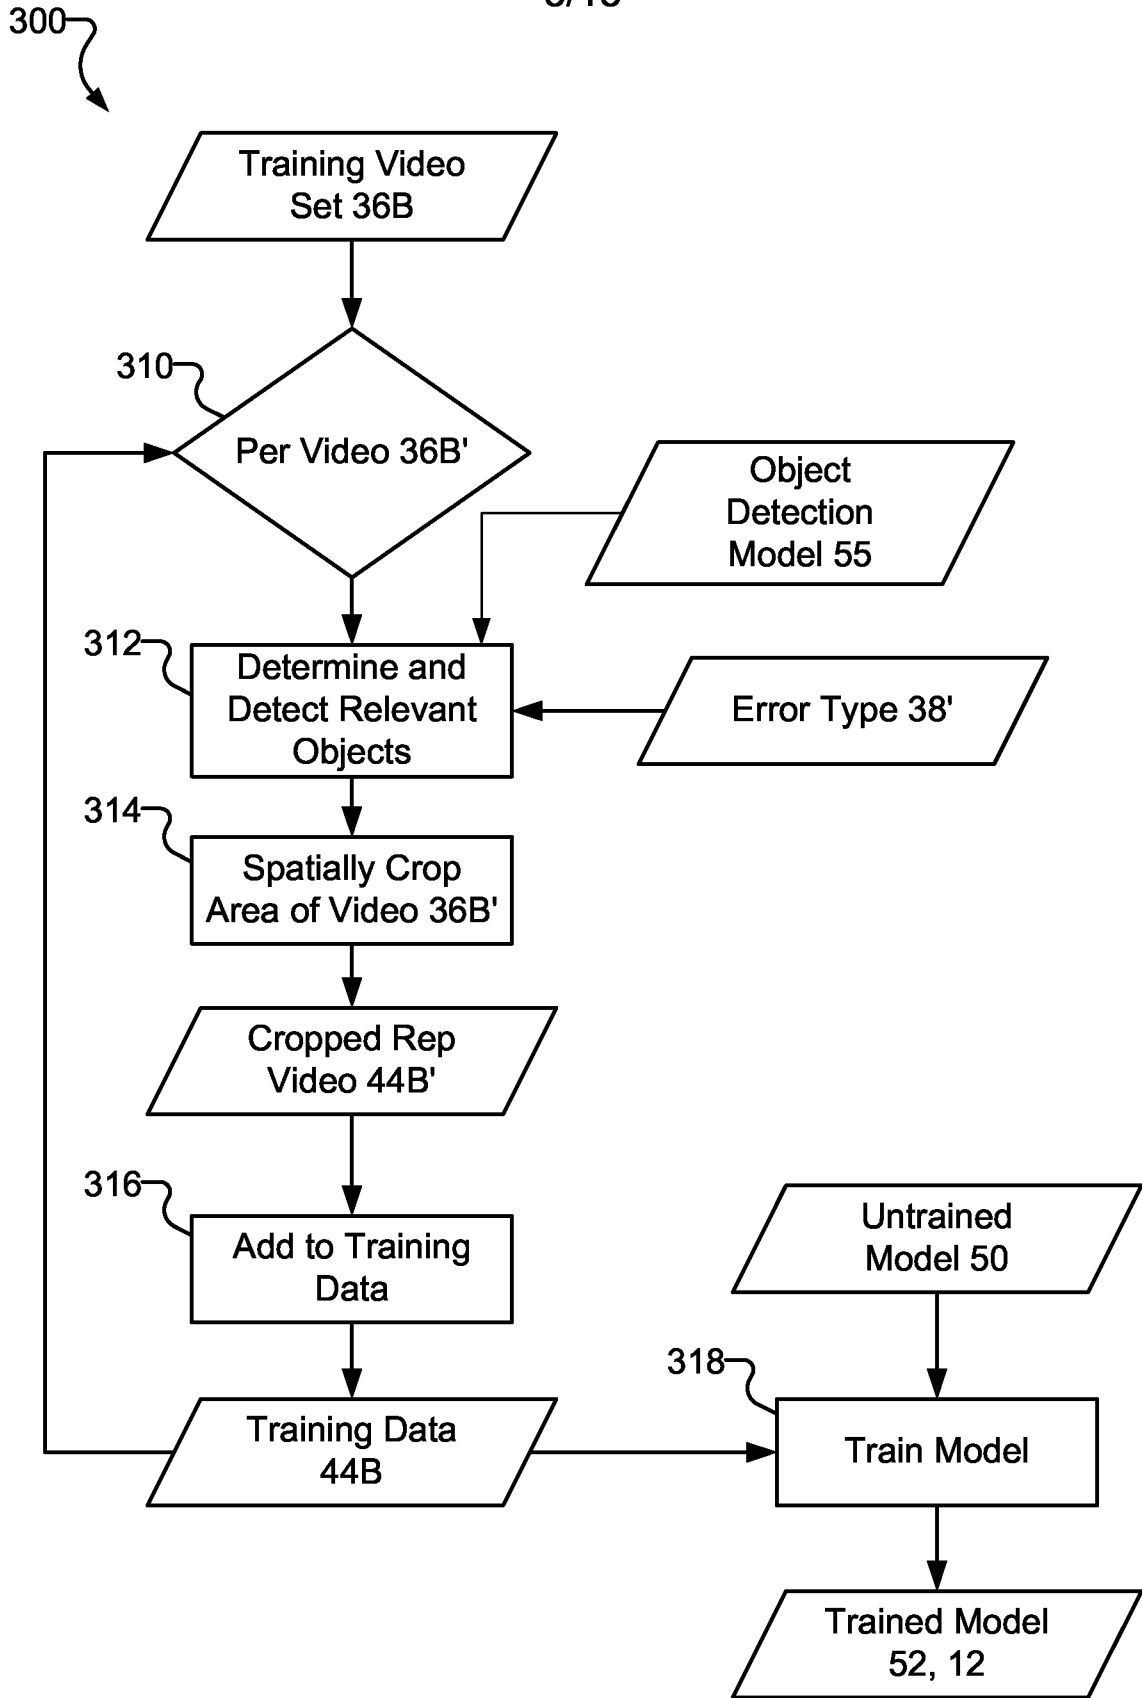 300
Training Video
Set 36B
310
Per Video 36B'
Object
Detection
Model 55
312
Determine and
Detect Relevant
Objects
Error Type 38'
314
Spatially Crop
Area of Video 36B'
Cropped Rep
Video 44B'
316
Add to Training
Data
Untrained
Model 50
318
Training Data
44B
Train Model
Trained Model
52, 12